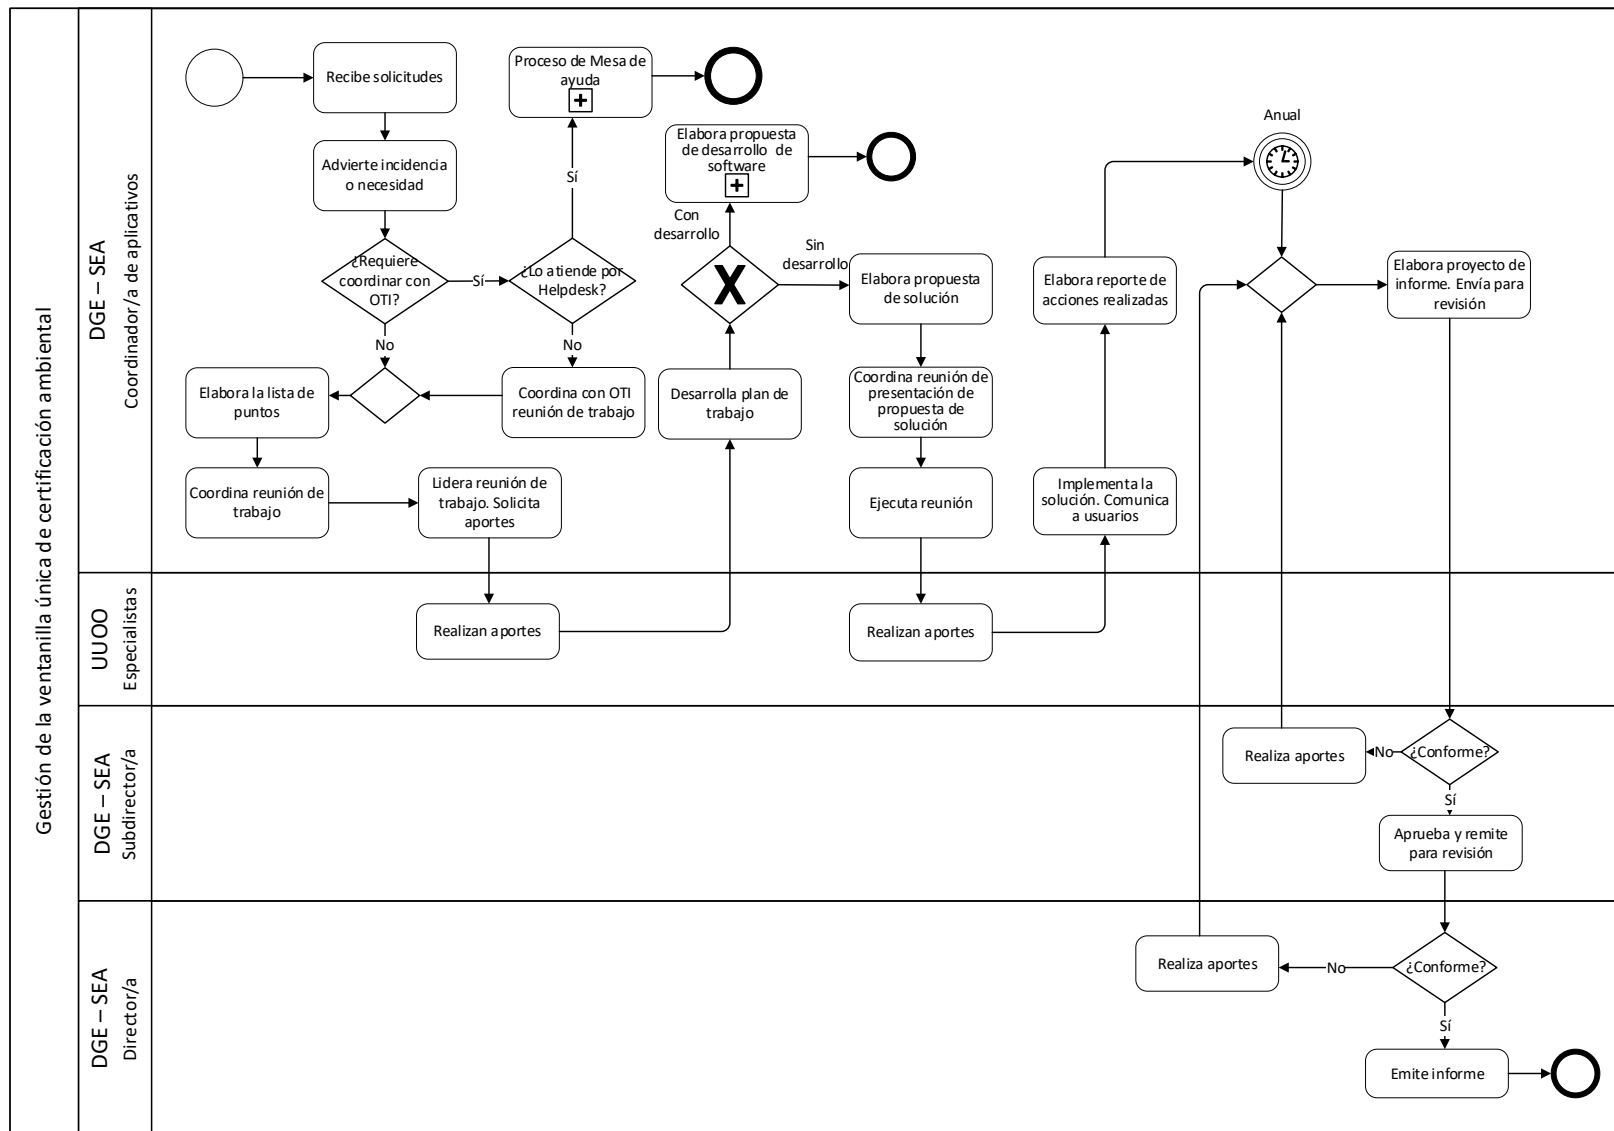 Gestión de la ventanilla única de certificación ambiental
DGE – SEA
Coordinador/a de aplicativos
Recibe solicitudes
Advierte incidencia
o necesidad
¿Requiere
coordinar con
OTI?
Sí
No
¿Lo atiende por
Helpdesk?
Sí
No
Proceso de Mesa de
ayuda
Coordina con OTI
reunión de trabajo
Elabora la lista de
puntos
Coordina reunión de
trabajo
Lidera reunión de
trabajo. Solicita
aportes
Elabora propuesta
de desarrollo de
software
Con
desarrollo
X
Sin
desarrollo
Desarrolla plan de
trabajo
Elabora propuesta
de solución
Coordina reunión de
presentación de
propuesta de
solución
Ejecuta reunión
Elabora reporte de
acciones realizadas
Implementa la
solución. Comunica
a usuarios
Anual
Elabora proyecto de
informe. Envía para
revisión
UUOO
Especialistas
Realizan aportes
Realizan aportes
DGE – SEA
Subdirector/a
Realiza aportes
No
¿Conforme?
Sí
Aprueba y remite
para revisión
DGE – SEA
Director/a
Realiza aportes
No
¿Conforme?
Sí
Emite informe